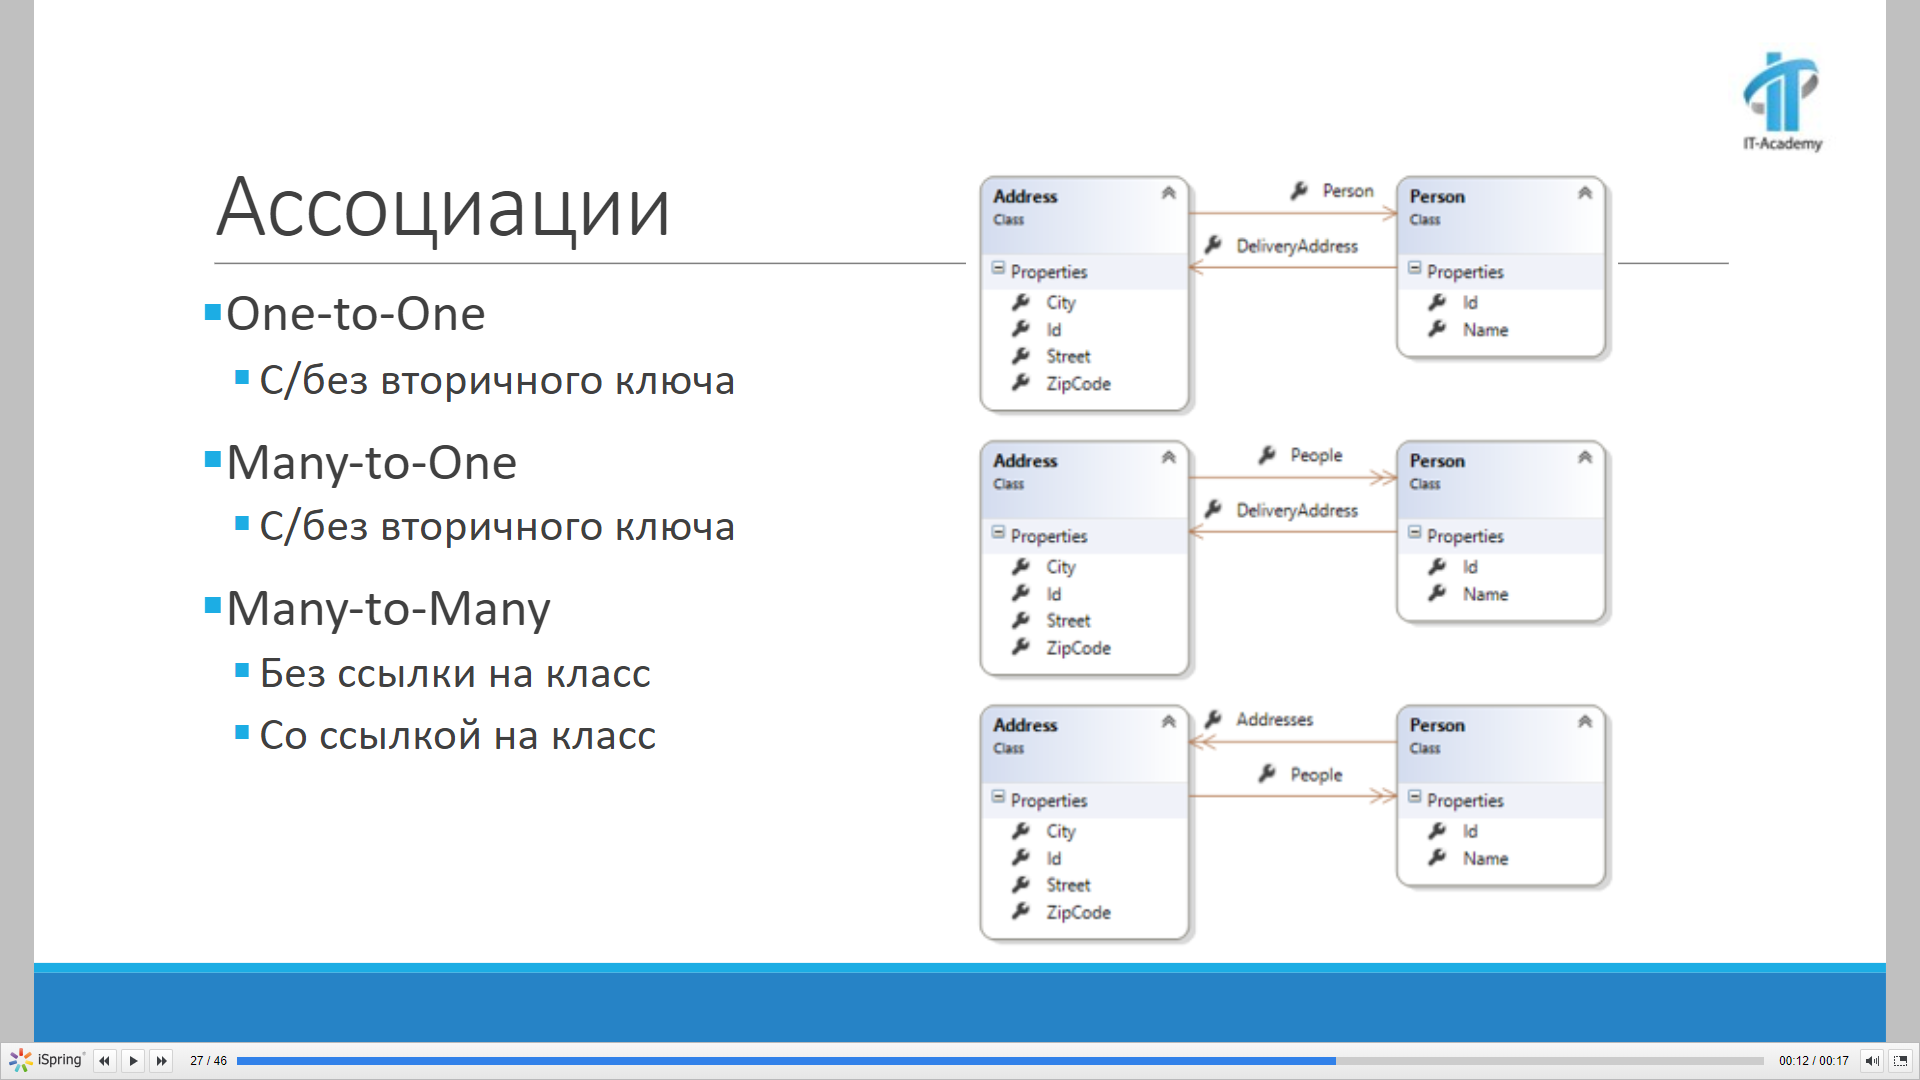 IT-Academy
Ассоциации
One-to-One
С/без вторичного ключа
Many-to-One
С/без вторичного ключа
Many-to-Many
Без ссылки на класс
Со ссылкой на класс
Address
Class
Properties
City
Id
Street
ZipCode
Person
DeliveryAddress
Person
Class
Properties
Id
Name
Address
Class
Properties
City
Id
Street
ZipCode
People
DeliveryAddress
Person
Class
Properties
Id
Name
Address
Class
Properties
City
Id
Street
ZipCode
Addresses
People
Person
Class
Properties
Id
Name
iSpring
27 / 46
00:12 / 00:17